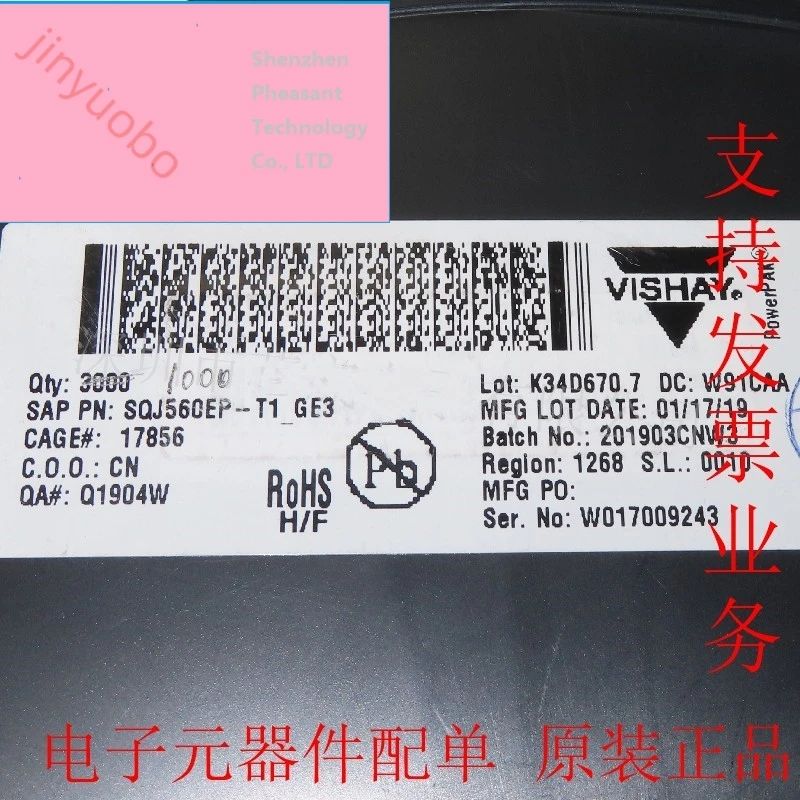 jinyuobo
Shenzhen
Pheasant
Technology
Co., LTD
VISHAY®
PowerPAK®
Qty: 3000 1000
SAP PN: SQJ560EP-T1_GE3
CAGE#: 17856
C.O.O.: CN
QA#: Q1904W
RoHS
H/F
Pb
Lot: K34D670.7 DC: W91CAA
MFG LOT DATE: 01/17/19
Batch No.: 201903CNW3
Region: 1268 S.L.: 0010
MFG PO:
Ser. No: W017009243
支持发票业务
电子元器件配单 原装正品